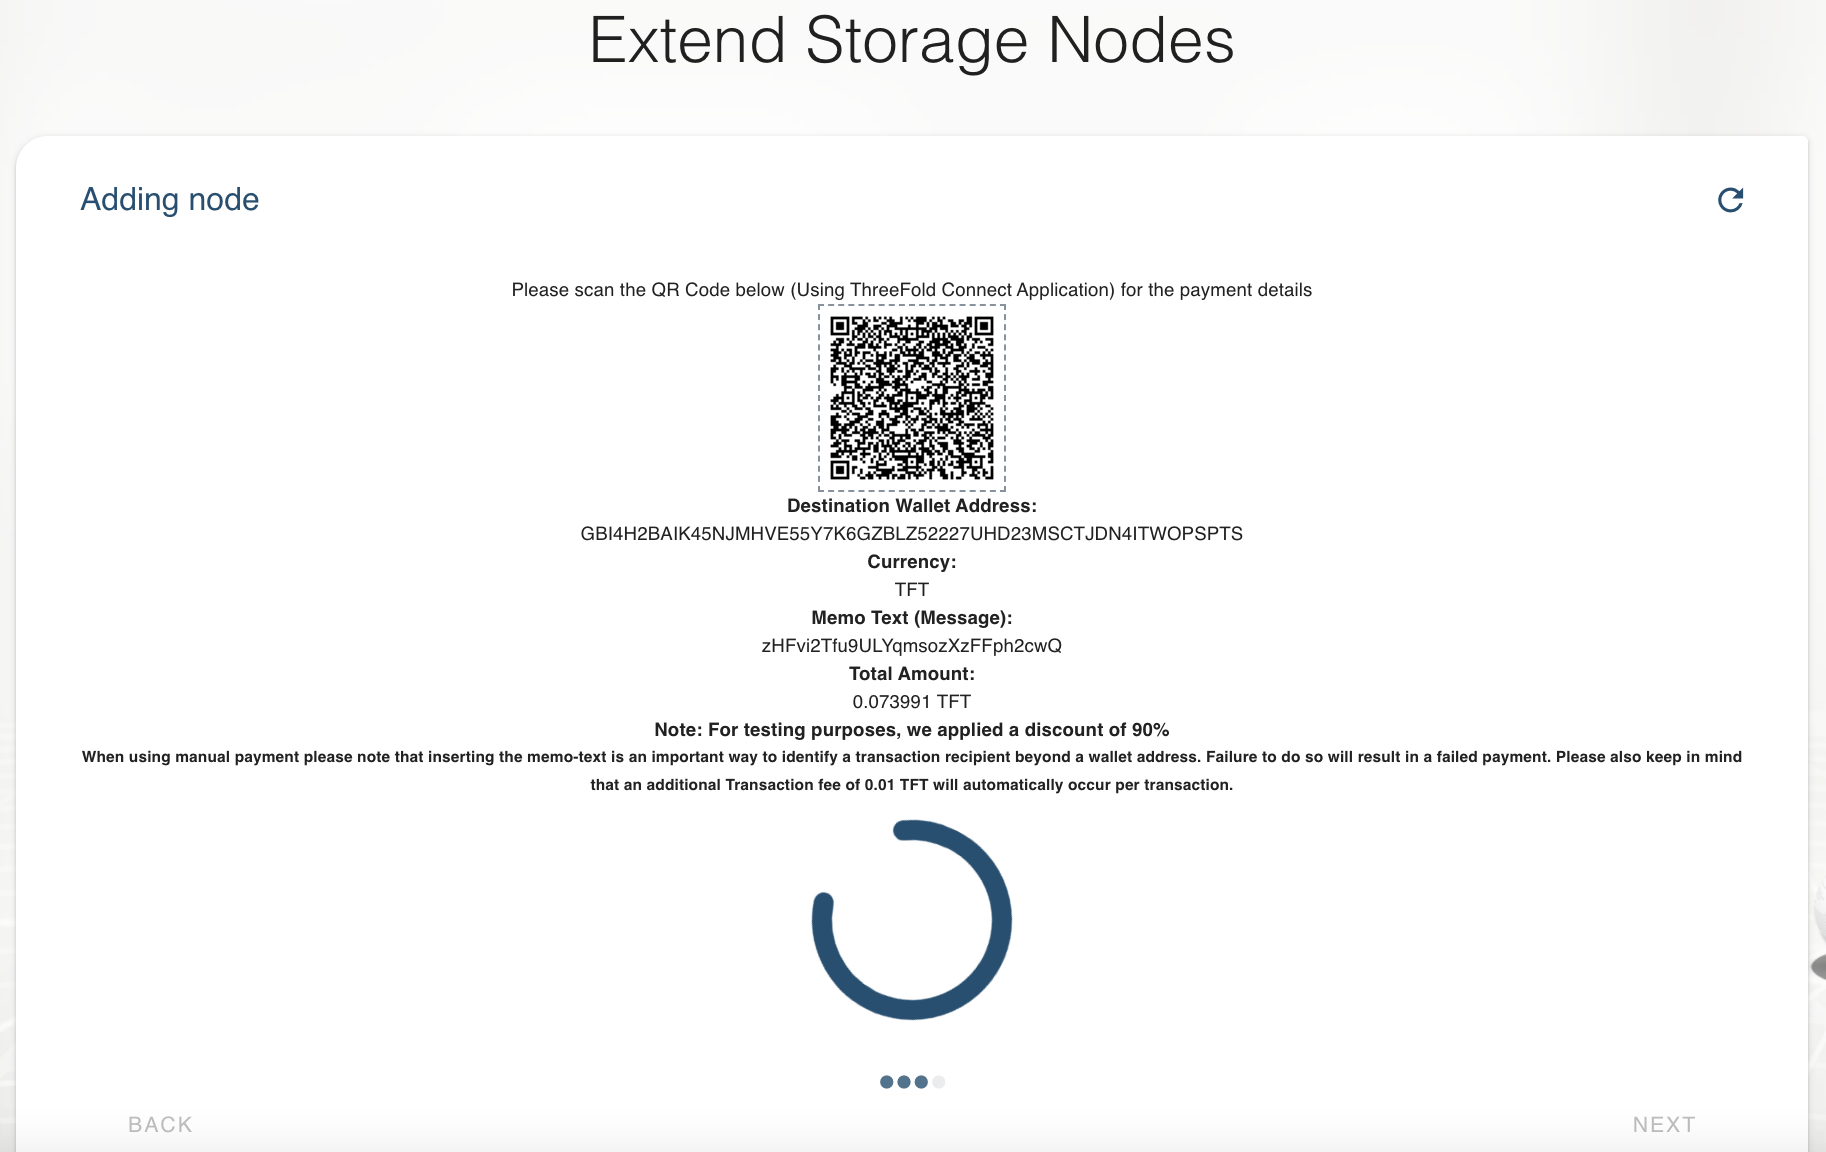 Extend Storage Nodes
Adding node
Please scan the QR Code below (Using ThreeFold Connect Application) for the payment details
Destination Wallet Address:
GBI4H2BAIK45NJMHVE55Y7K6GZBLZ52227UHD23MSCTJDN4ITWOPSPTS
Currency:
TFT
Memo Text (Message):
zHFvi2Tfu9ULYqmsozXzFFph2cwQ
Total Amount:
0.073991 TFT
Note: For testing purposes, we applied a discount of 90%
When using manual payment please note that inserting the memo-text is an important way to identify a transaction recipient beyond a wallet address. Failure to do so will result in a failed payment. Please also keep in mind
that an additional Transaction fee of 0.01 TFT will automatically occur per transaction.
BACK
NEXT